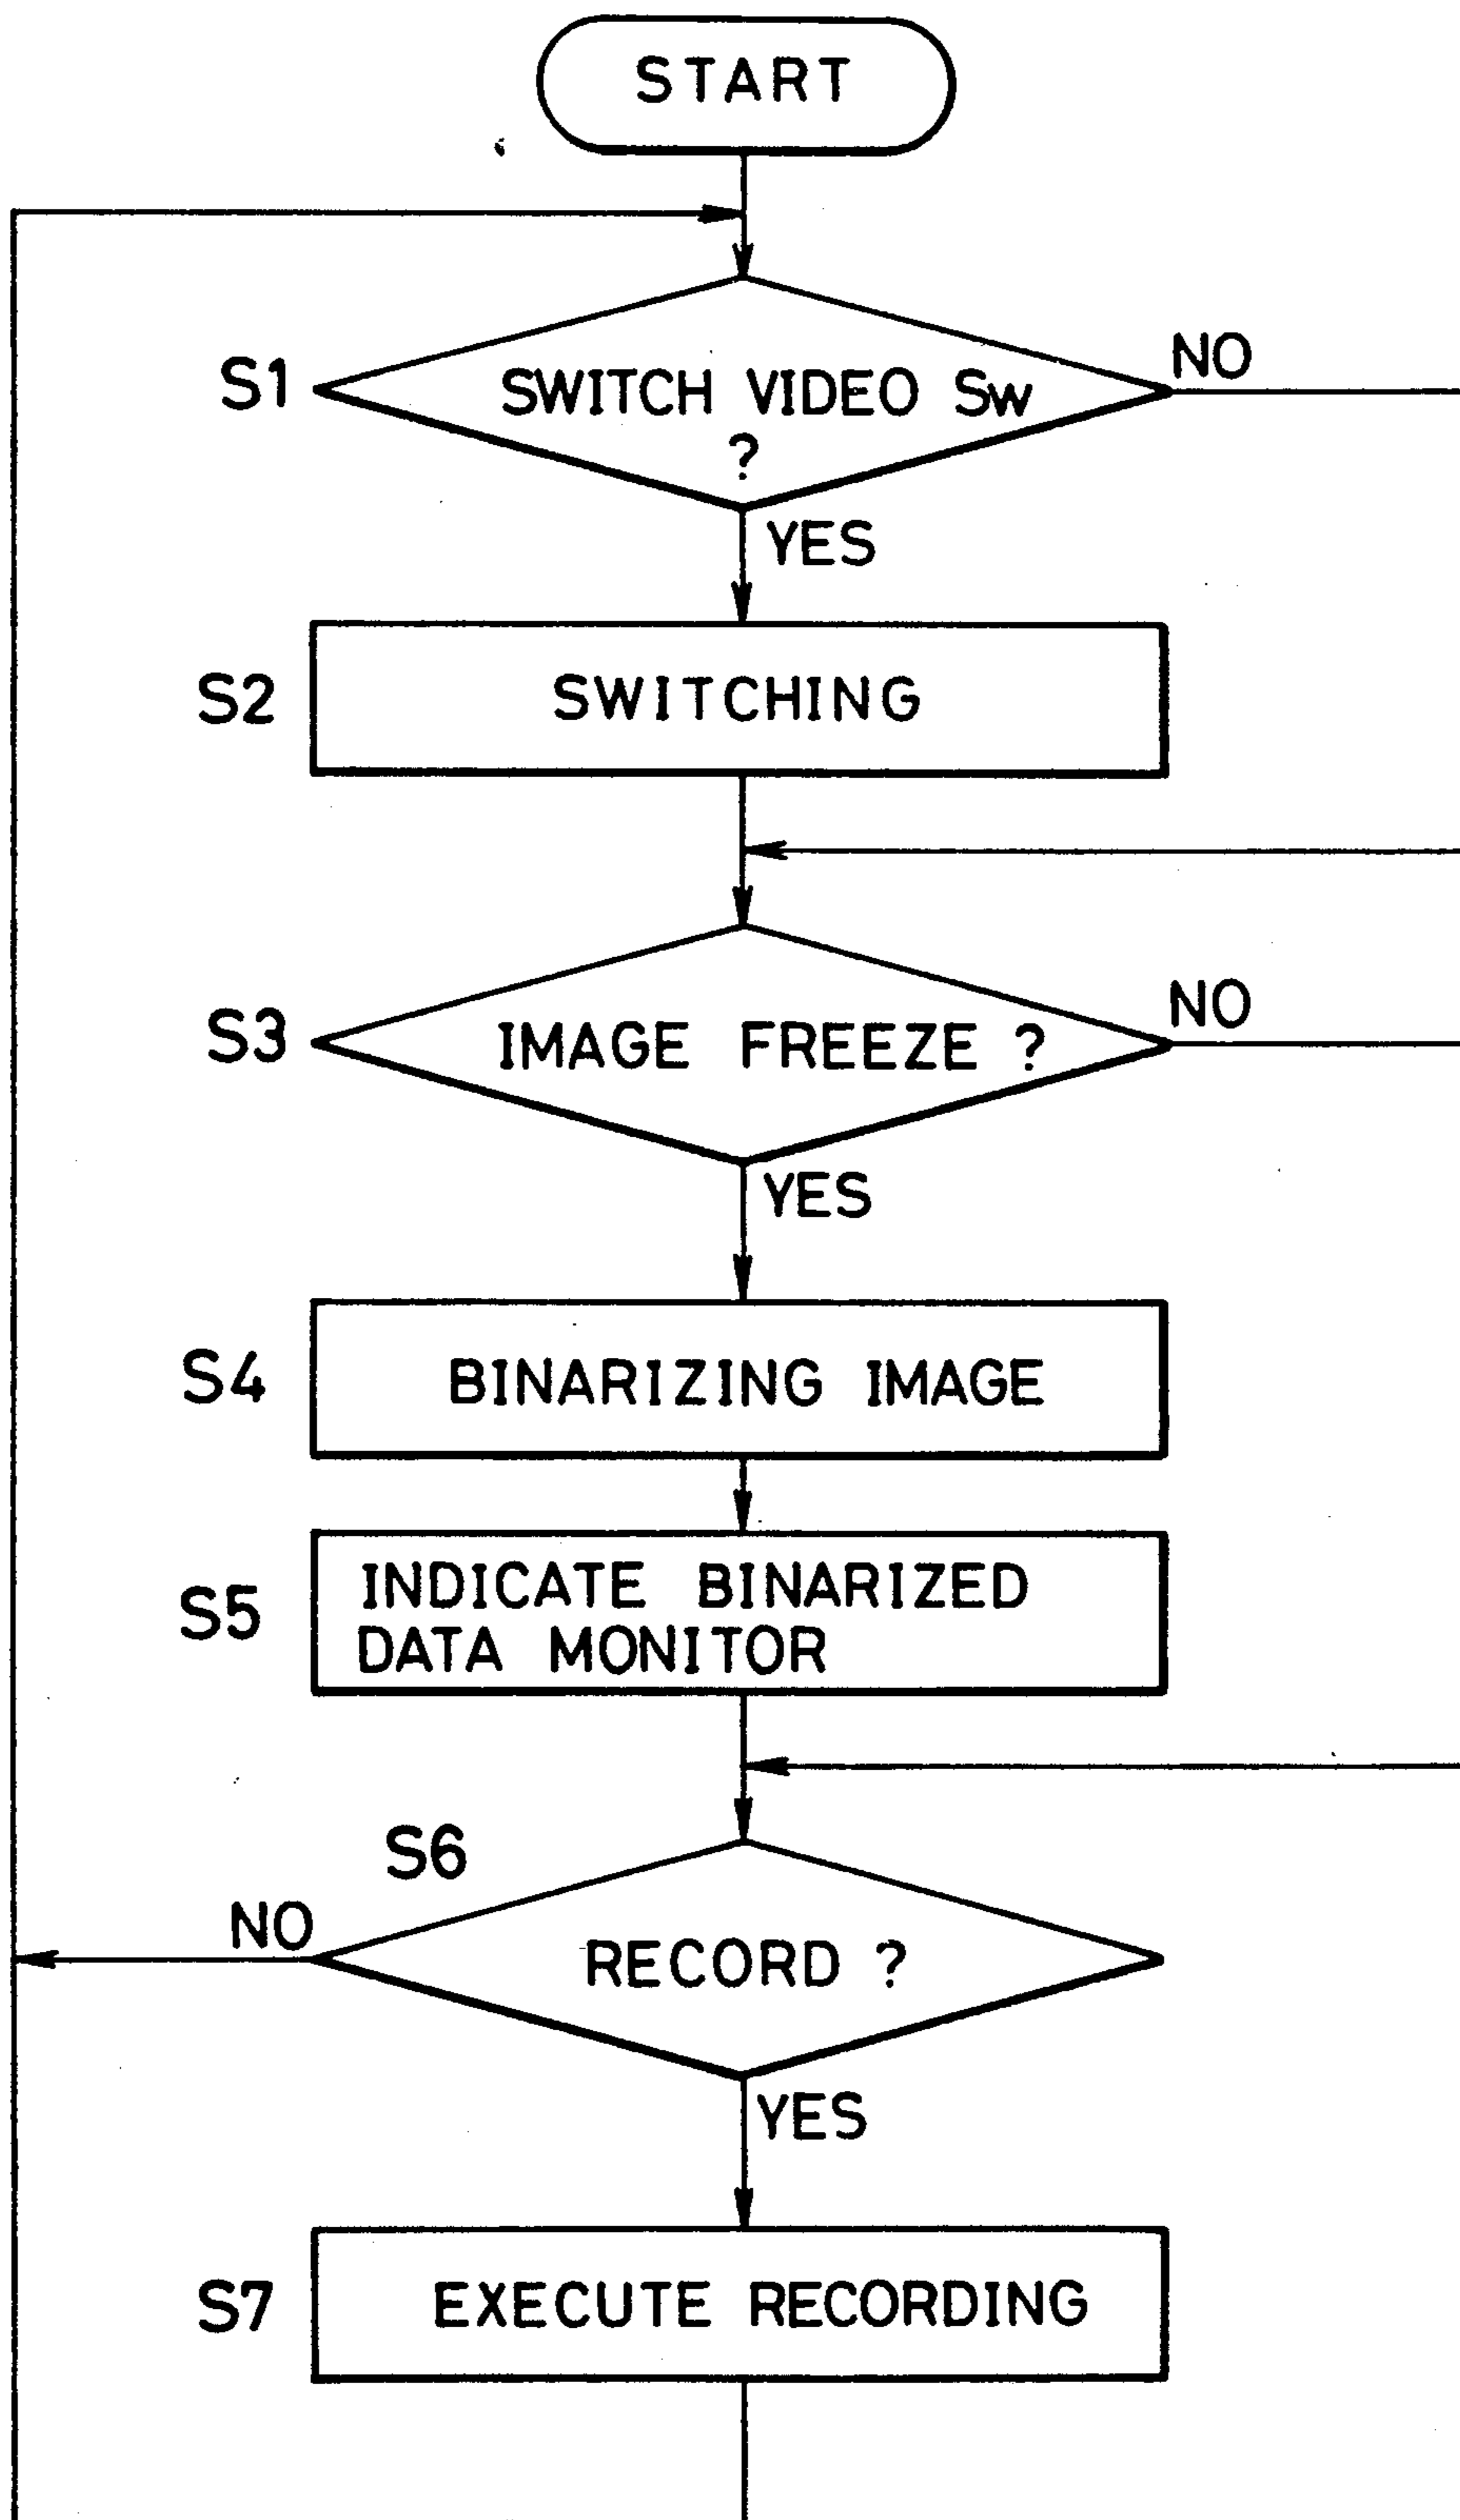 START
S1
SWITCH VIDEO Sw
?
NO
YES
S2
SWITCHING
S3
IMAGE FREEZE ?
NO
YES
S4
BINARIZING IMAGE
S5
INDICATE BINARIZED
DATA MONITOR
S6
NO
RECORD ?
YES
S7
EXECUTE RECORDING